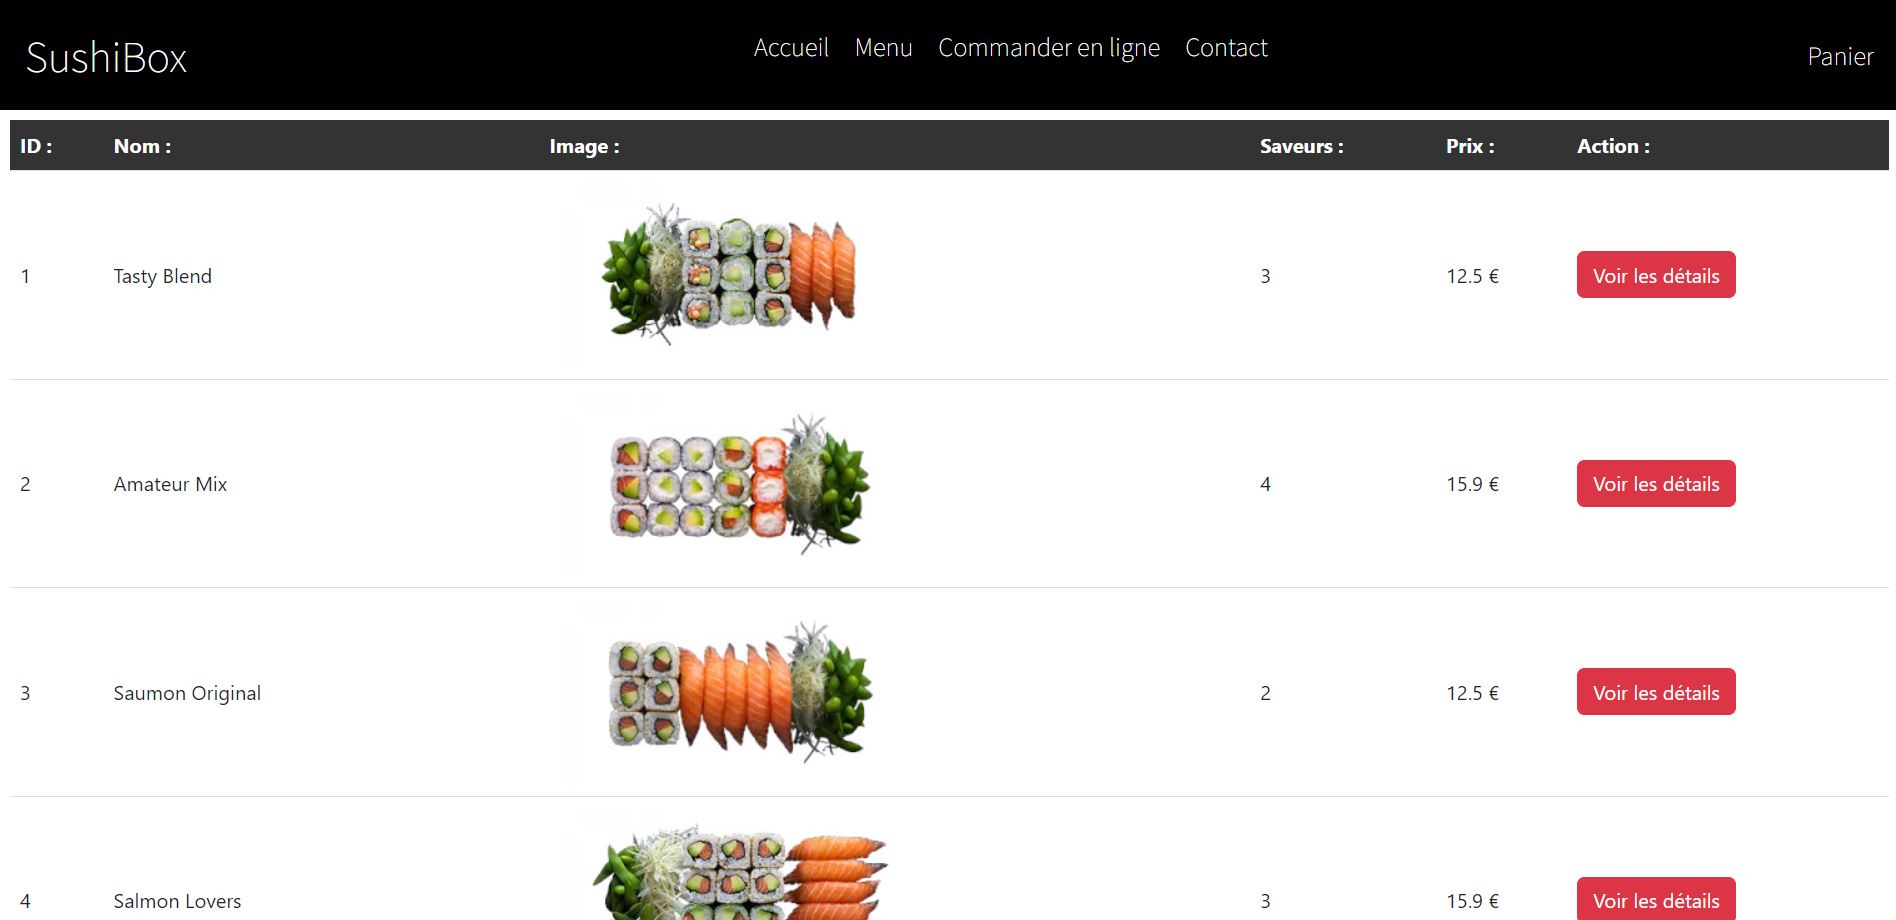 SushiBox
Accueil Menu Commander en ligne Contact
Panier
ID : Nom : Image : Saveurs : Prix : Action :
1 Tasty Blend 3 12.5 € Voir les détails
2 Amateur Mix 4 15.9 € Voir les détails
3 Saumon Original 2 12.5 € Voir les détails
4 Salmon Lovers 3 15.9 € Voir les détails